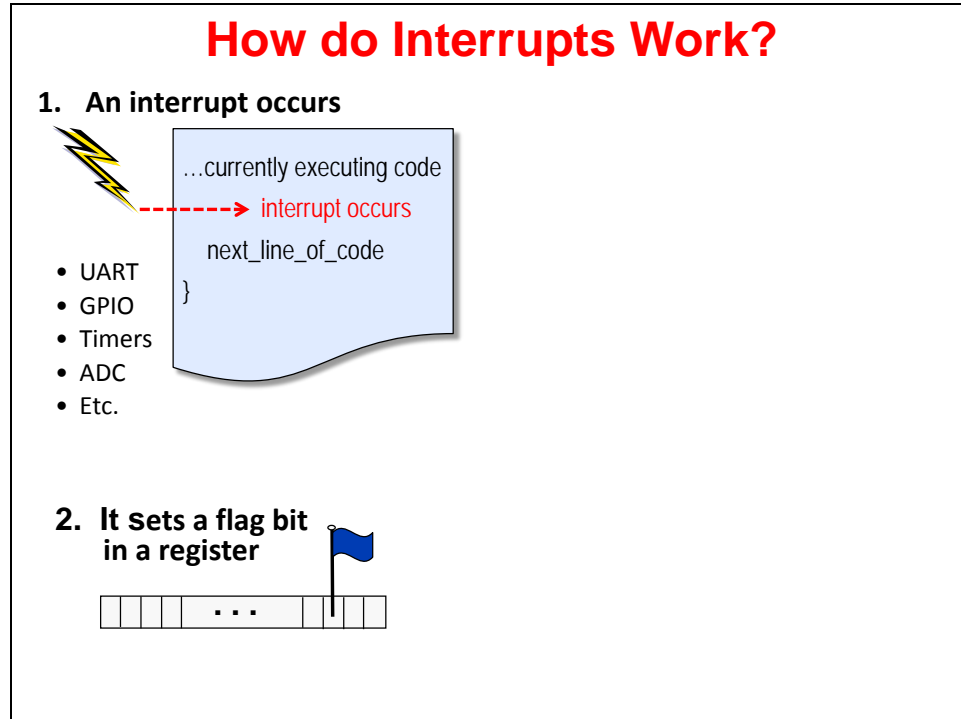 How do Interrupts Work?
1. An interrupt occurs
…currently executing code
interrupt occurs
next_line_of_code
}
• UART
• GPIO
• Timers
• ADC
• Etc.
2. It sets a flag bit
in a register
...